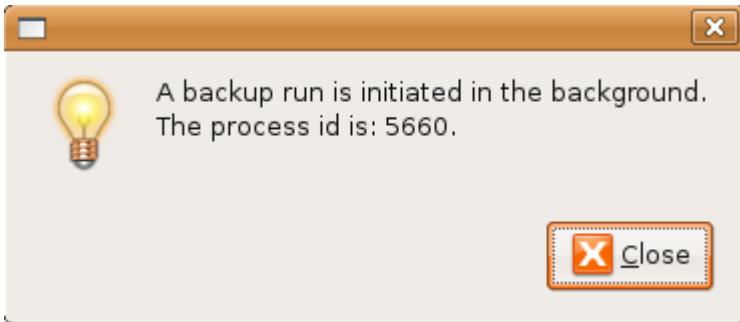 A backup run is initiated in the background.
The process id is: 5660.
Close